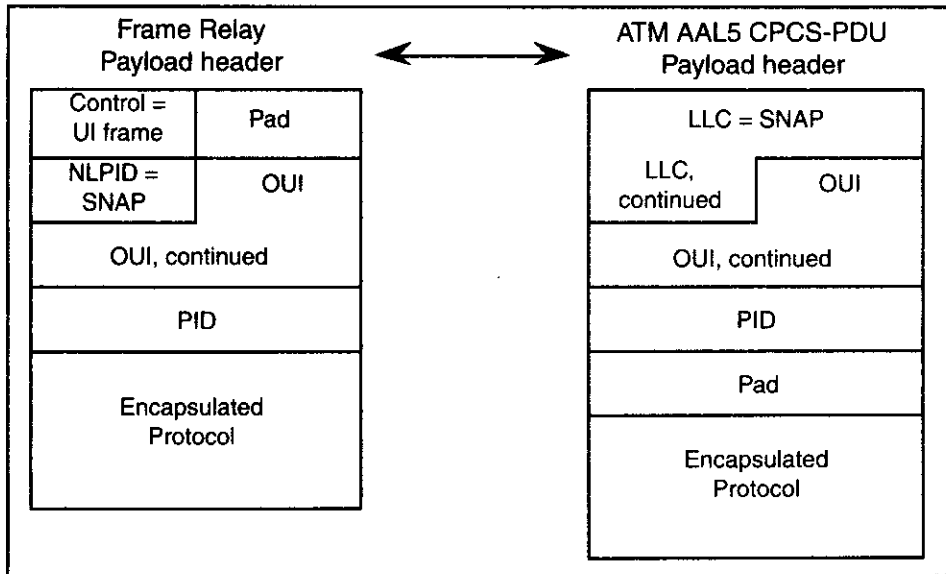 Frame Relay
Payload header
Control =
UI frame
Pad
NLPID =
SNAP
OUI
OUI, continued
PID
Encapsulated
Protocol
ATM AAL5 CPCS-PDU
Payload header
LLC = SNAP
LLC,
continued
OUI
OUI, continued
PID
Pad
Encapsulated
Protocol